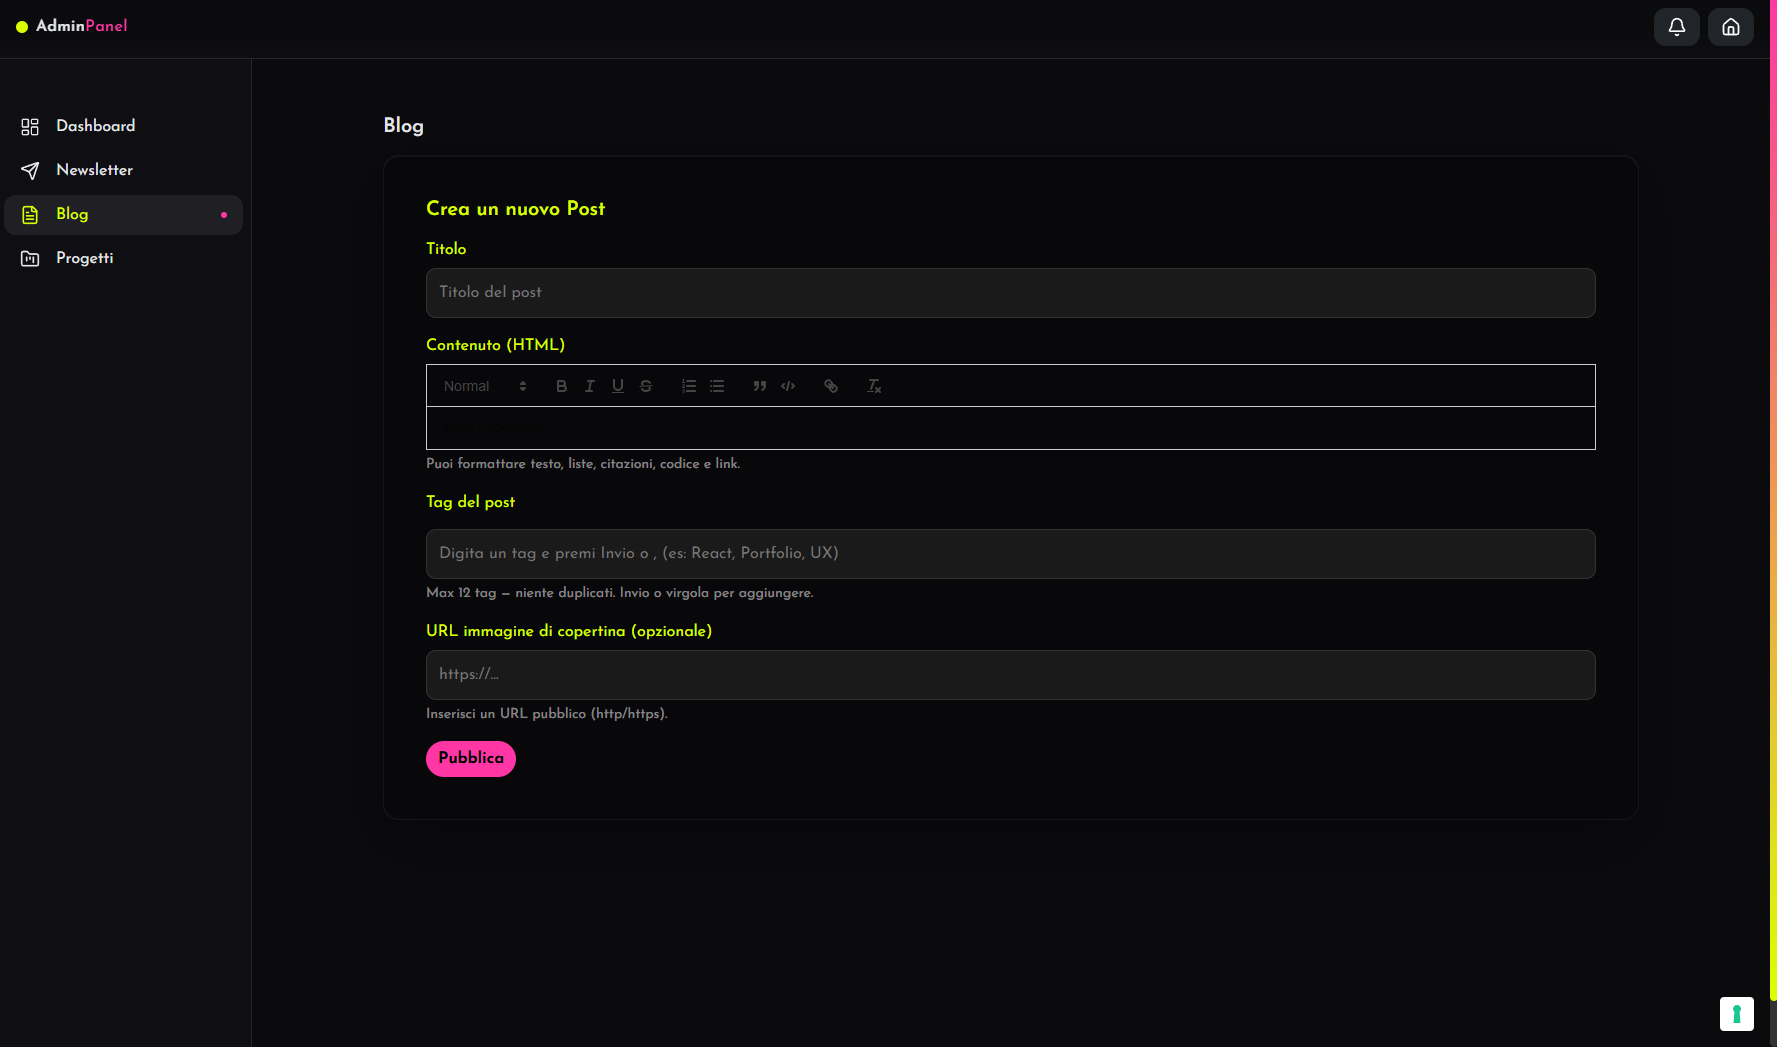 AdminPanel
Dashboard
Newsletter
Blog
Progetti
Blog
Crea un nuovo Post
Titolo
Titolo del post
Contenuto (HTML)
Normal
Puoi formattare testo, liste, citazioni, codice e link.
Tag del post
Digita un tag e premi Invio o , (es: React, Portfolio, UX)
Max 12 tag – niente duplicati. Invio o virgola per aggiungere.
URL immagine di copertina (opzionale)
https://...
Inserisci un URL pubblico (http/https).
Pubblica